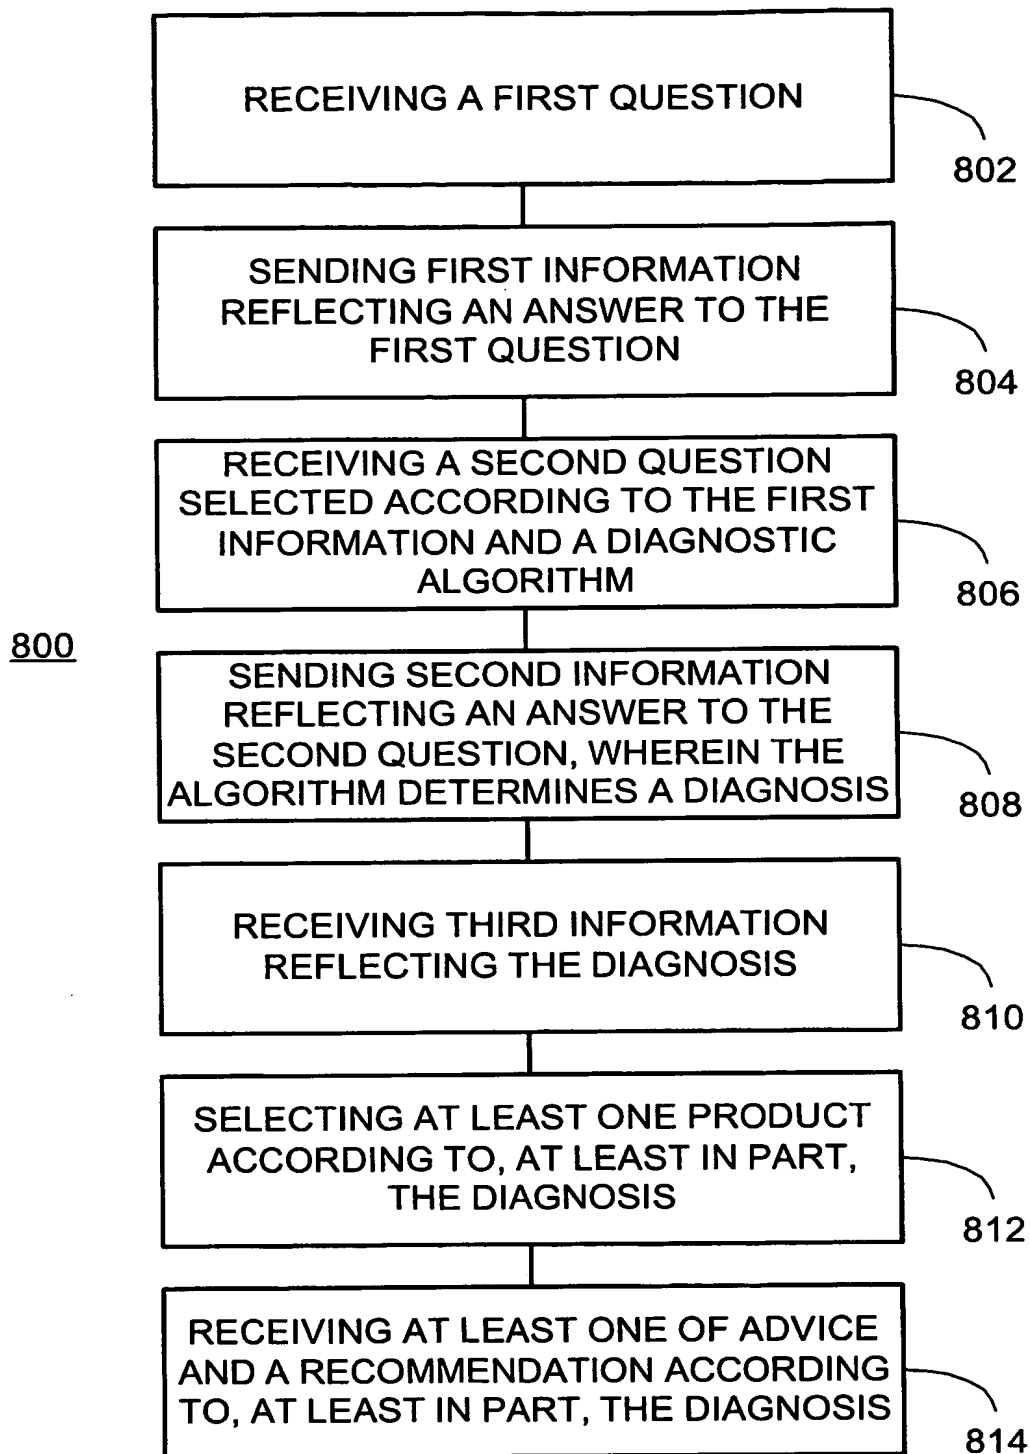 RECEIVING A FIRST QUESTION
802
SENDING FIRST INFORMATION
REFLECTING AN ANSWER TO THE
FIRST QUESTION
804
RECEIVING A SECOND QUESTION
SELECTED ACCORDING TO THE FIRST
INFORMATION AND A DIAGNOSTIC
ALGORITHM
806
800
SENDING SECOND INFORMATION
REFLECTING AN ANSWER TO THE
SECOND QUESTION, WHEREIN THE
ALGORITHM DETERMINES A DIAGNOSIS
808
RECEIVING THIRD INFORMATION
REFLECTING THE DIAGNOSIS
810
SELECTING AT LEAST ONE PRODUCT
ACCORDING TO, AT LEAST IN PART,
THE DIAGNOSIS
812
RECEIVING AT LEAST ONE OF ADVICE
AND A RECOMMENDATION ACCORDING
TO, AT LEAST IN PART, THE DIAGNOSIS
814